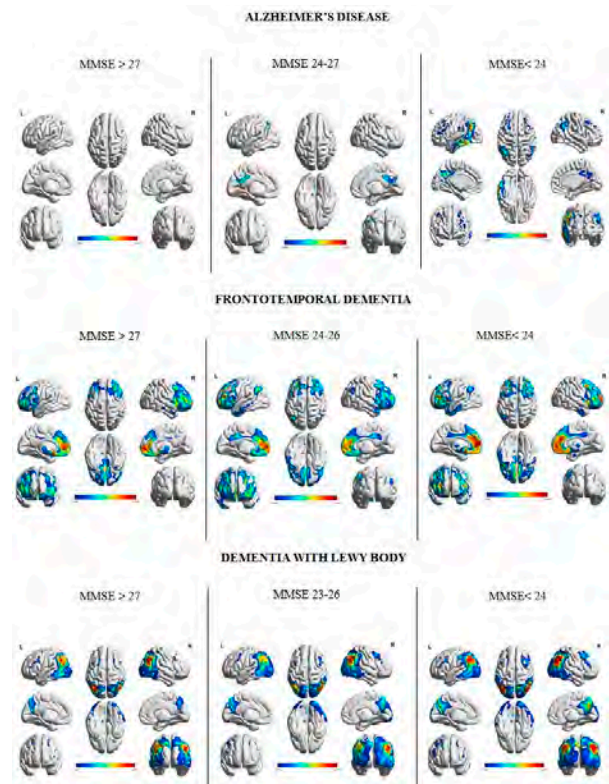 ALZHEIMER'S DISEASE
MMSE > 27
MMSE 24-27
MMSE< 24
L
R
L
R
FRONTOTEMPORAL DEMENTIA
MMSE > 27
MMSE 24-26
MMSE< 24
L
R
DEMENTIA WITH LEWY BODY
MMSE > 27
MMSE 23-26
MMSE< 24
L
R